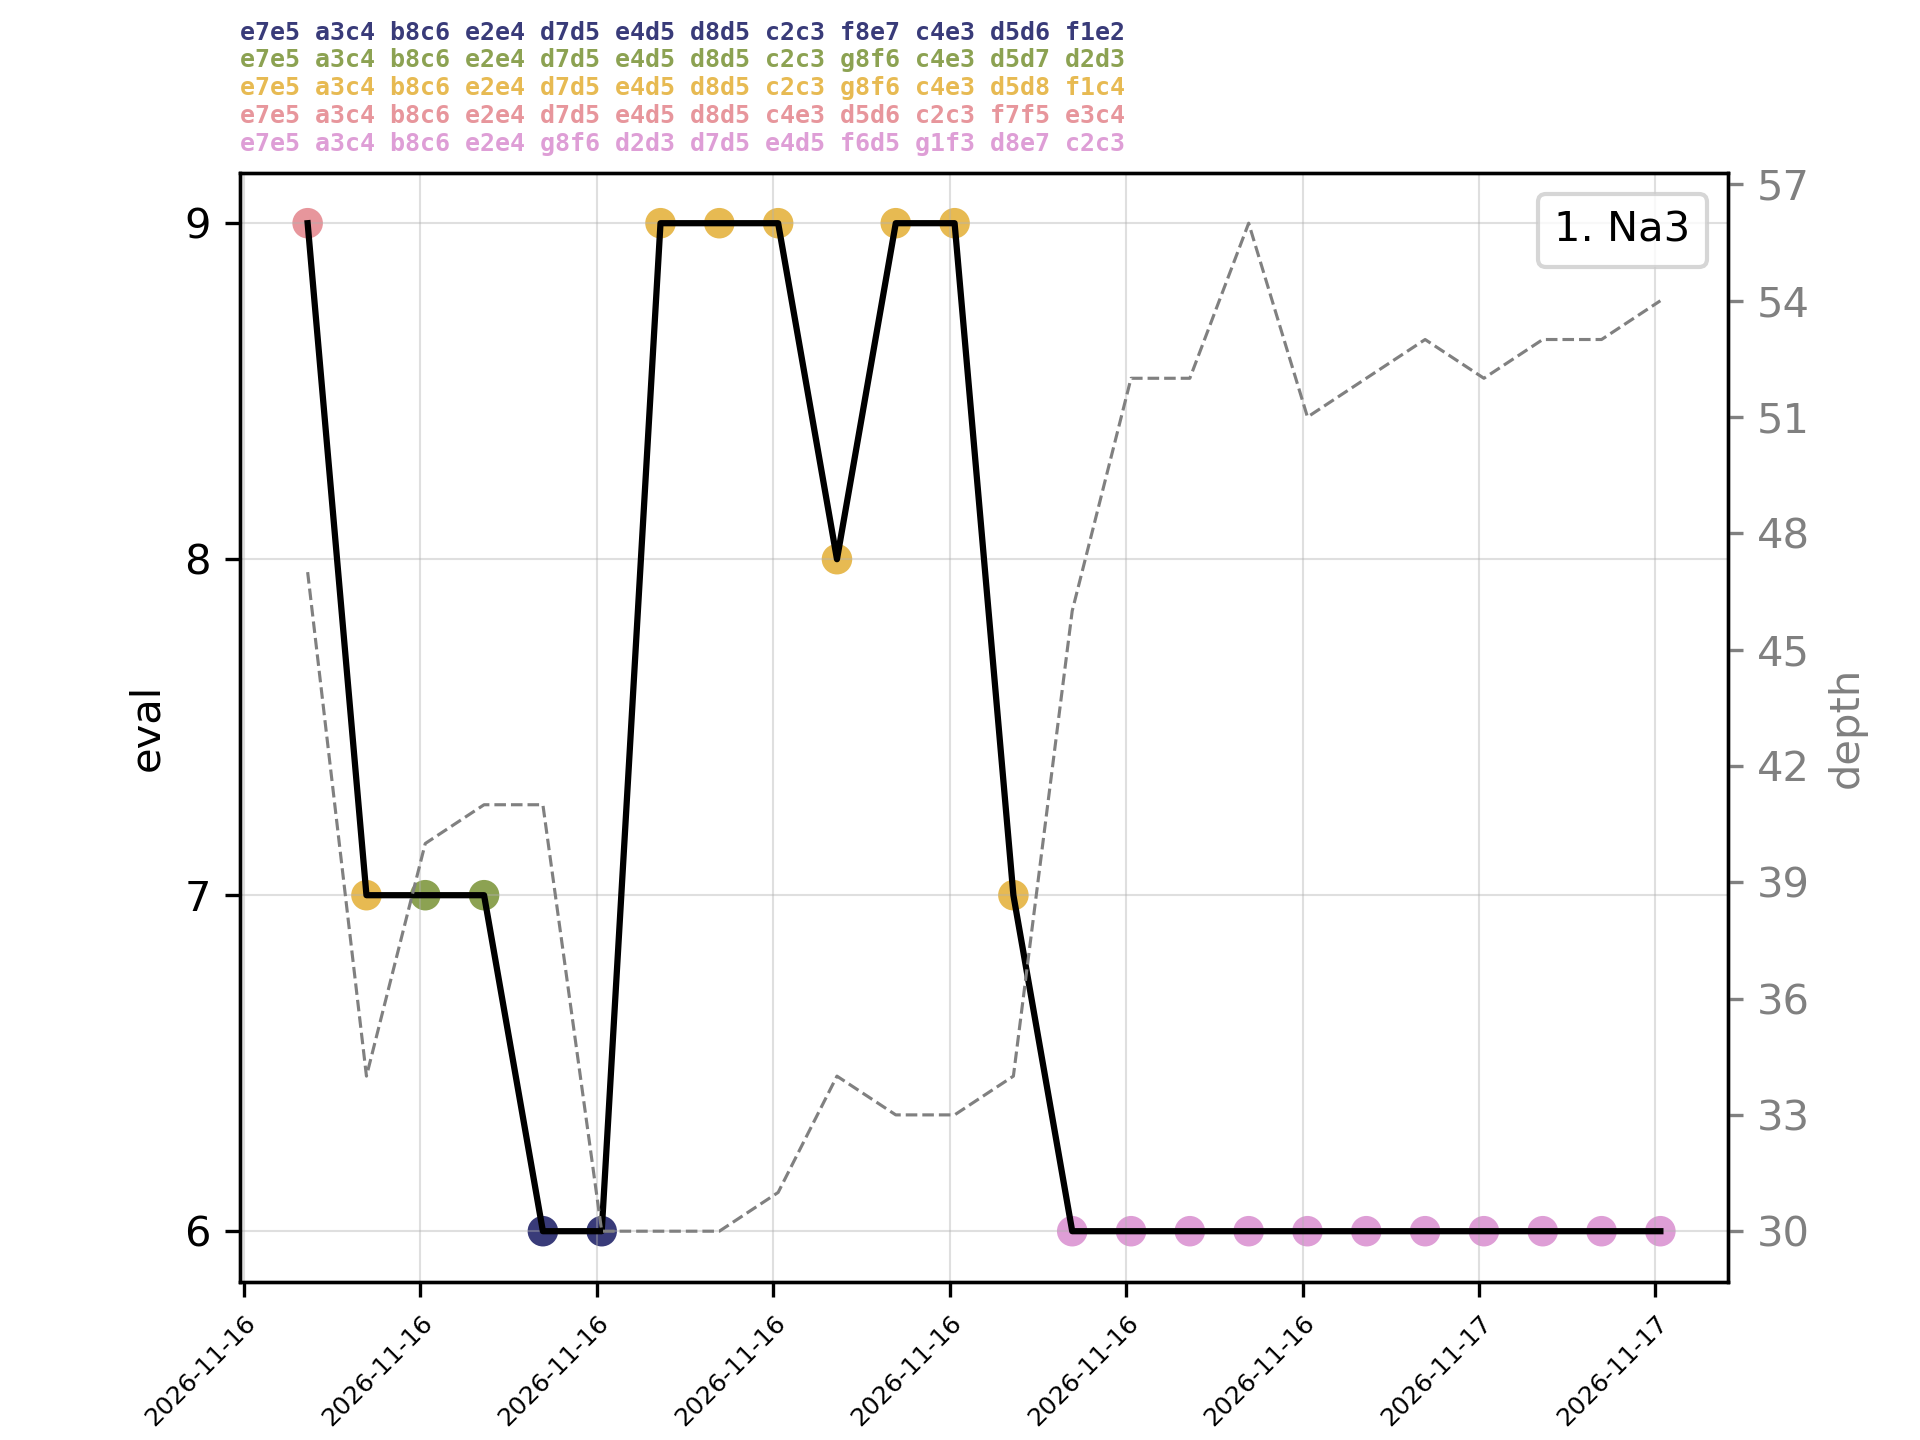 e7e5 a3c4 b8c6 e2e4 d7d5 e4d5 d8d5 c2c3 f8e7 c4e3 d5d6 f1e2
e7e5 a3c4 b8c6 e2e4 d7d5 e4d5 d8d5 c2c3 g8f6 c4e3 d5d7 d2d3
e7e5 a3c4 b8c6 e2e4 d7d5 e4d5 d8d5 c2c3 g8f6 c4e3 d5d8 f1c4
e7e5 a3c4 b8c6 e2e4 d7d5 e4d5 d8d5 c4e3 d5d6 c2c3 f7f5 e3c4
e7e5 a3c4 b8c6 e2e4 g8f6 d2d3 d7d5 e4d5 f6d5 g1f3 d8e7 c2c3
1. Na3
9
8
7
6
eval
57
54
51
48
45
42
39
36
33
30
depth
2026-11-16
2026-11-16
2026-11-16
2026-11-16
2026-11-16
2026-11-16
2026-11-16
2026-11-17
2026-11-17